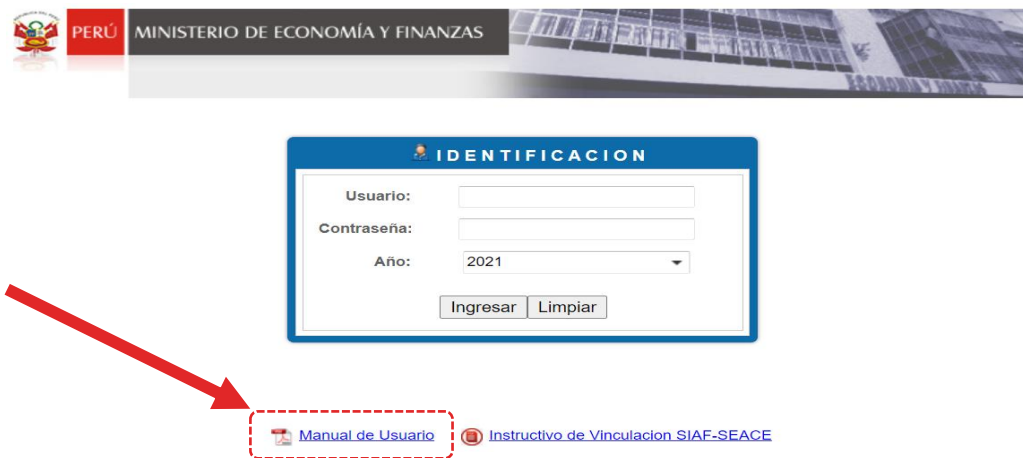 PERÚ MINISTERIO DE ECONOMÍA Y FINANZAS
IDENTIFICACION
Usuario:
Contraseña:
Año: 2021
Ingresar Limpiar
Manual de Usuario Instructivo de Vinculacion SIAF-SEACE